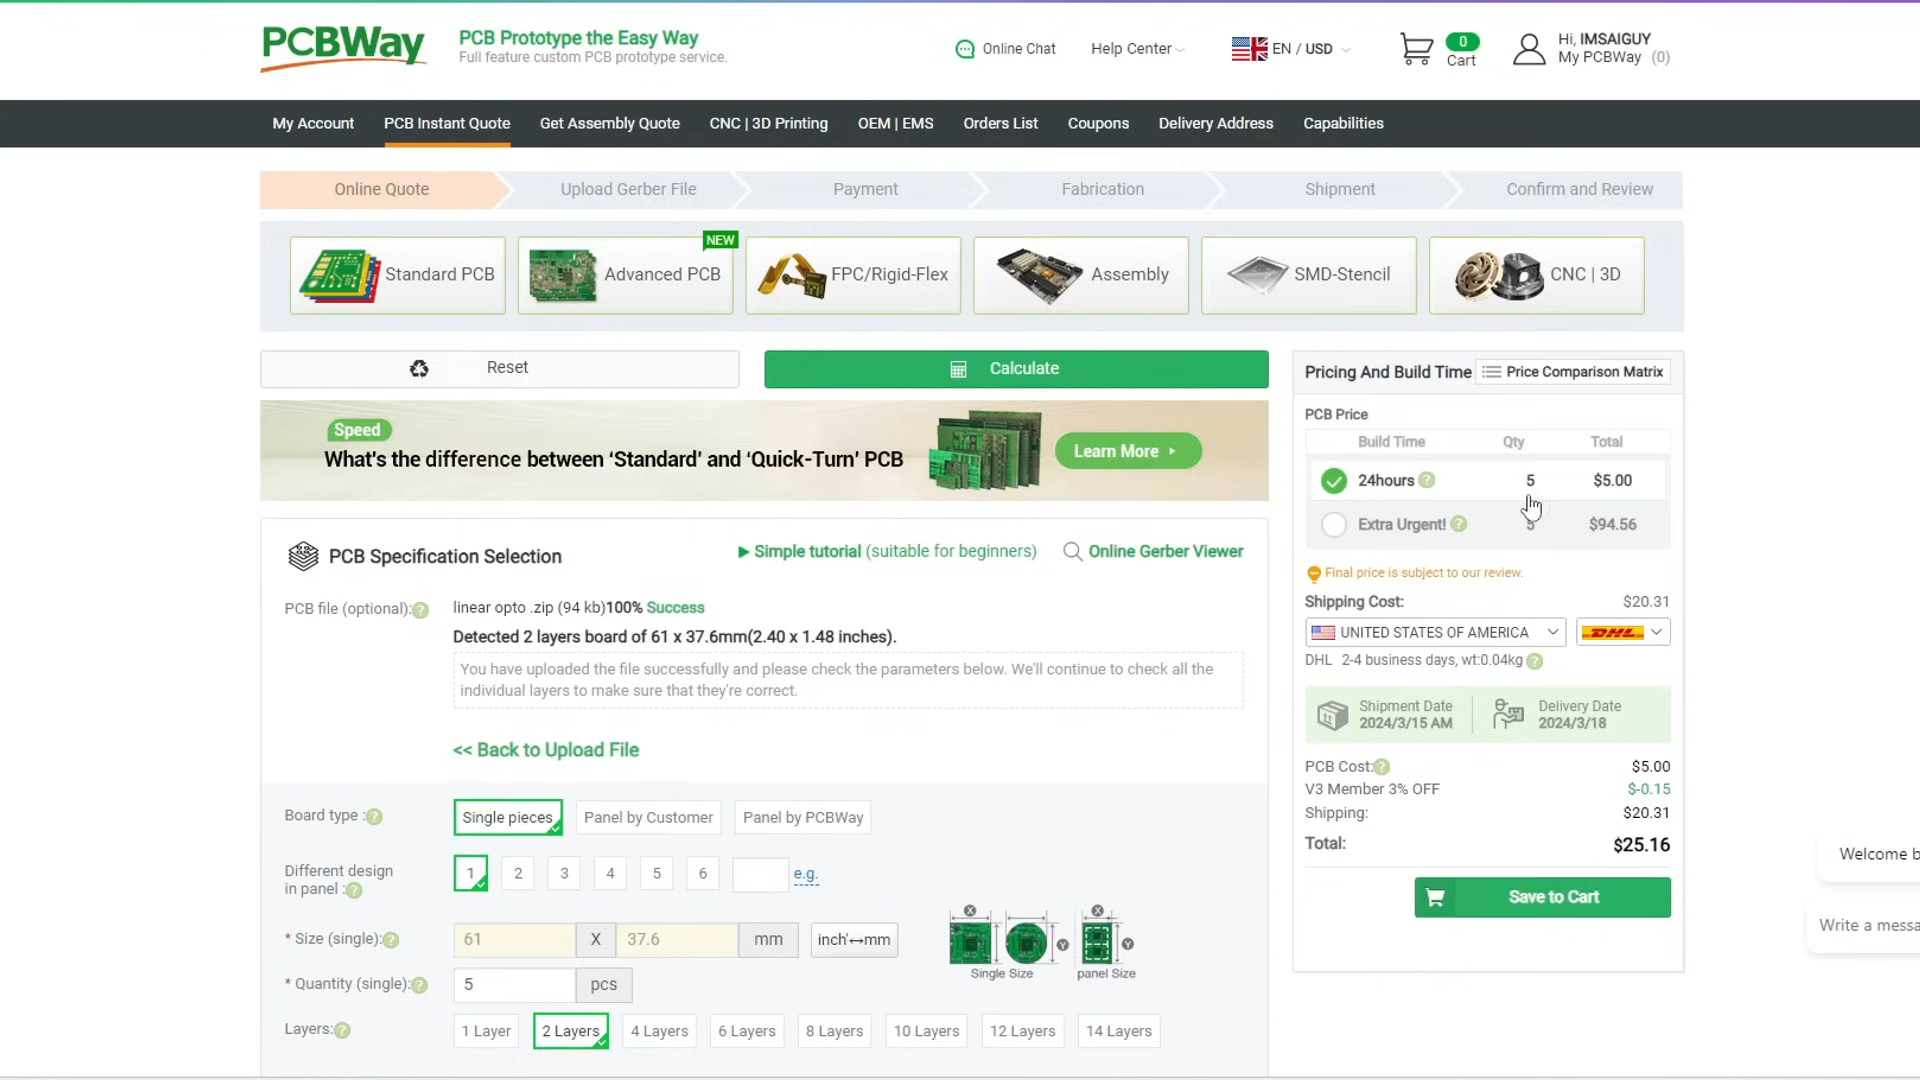 PCBWay
PCB Prototype the Easy Way
Full feature custom PCB prototype service.
Online Chat
Help Center
EN / USD
0
Cart
Hi, IMSAIGUY
My PCBWay (0)
My Account
PCB Instant Quote
Get Assembly Quote
CNC | 3D Printing
OEM | EMS
Orders List
Coupons
Delivery Address
Capabilities
Online Quote
Upload Gerber File
Payment
Fabrication
Shipment
Confirm and Review
Standard PCB
NEW
Advanced PCB
FPC/Rigid-Flex
Assembly
SMD-Stencil
CNC | 3D
Reset
Calculate
Speed
What's the difference between ‘Standard’ and ‘Quick-Turn’ PCB
Learn More
PCB Specification Selection
Simple tutorial (suitable for beginners)
Online Gerber Viewer
PCB file (optional):?
linear opto .zip (94 kb)100% Success
Detected 2 layers board of 61 x 37.6mm(2.40 x 1.48 inches).
You have uploaded the file successfully and please check the parameters below. We'll continue to check all the
individual layers to make sure that they're correct.
<< Back to Upload File
Board type :?
Single pieces
Panel by Customer
Panel by PCBWay
Different design
in panel :?
1 2 3 4 5 6
e.g.
* Size (single):?
61 X 37.6 mm
inch'↔mm
X X
Y Y
Single Size
panel Size
* Quantity (single):?
5 pcs
Layers:?
1 Layer
2 Layers
4 Layers
6 Layers
8 Layers
10 Layers
12 Layers
14 Layers
Pricing And Build Time
Price Comparison Matrix
PCB Price
Build Time Qty Total
24hours ? 5 $5.00
Extra Urgent! ? 5 $94.56
Final price is subject to our review.
Shipping Cost: $20.31
UNITED STATES OF AMERICA
DHL
DHL 2-4 business days, wt:0.04kg ?
Shipment Date
2024/3/15 AM
Delivery Date
2024/3/18
PCB Cost:? $5.00
V3 Member 3% OFF $-0.15
Shipping: $20.31
Total: $25.16
Save to Cart
Welcome b
Write a messa